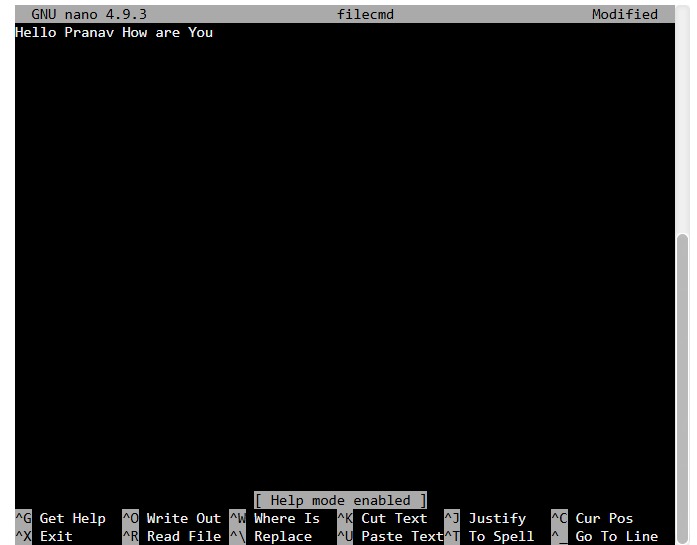 GNU nano 4.9.3 filecmd Modified
Hello Pranav How are You
[ Help mode enabled ]
^G Get Help ^O Write Out ^W Where Is ^K Cut Text ^J Justify ^C Cur Pos
^X Exit ^R Read File ^\ Replace ^U Paste Text ^T To Spell ^_ Go To Line